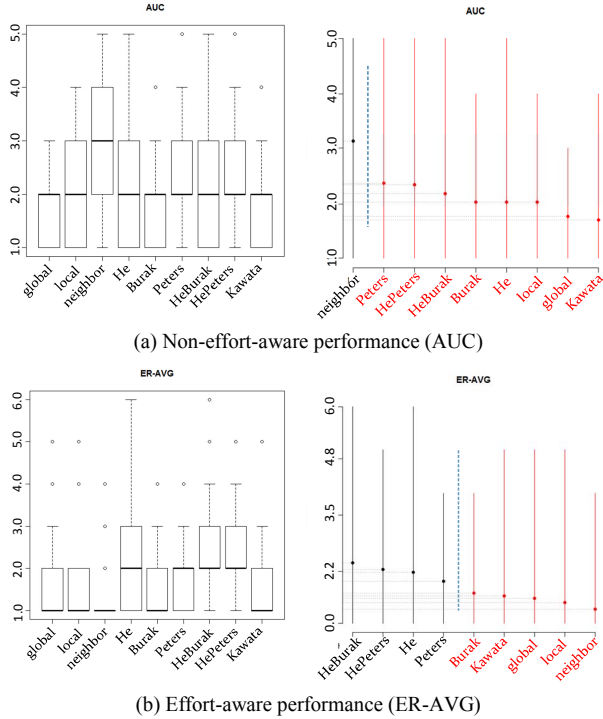 AUC
5.0
4.0
3.0
2.0
1.0
global
local
neighbor
He
Burak
Peters
HeBurak
HePeters
Kawata
AUC
5.0
4.0
3.0
2.0
1.0
neighbor
Peters
HePeters
HeBurak
Burak
He
local
global
Kawata
(a) Non-effort-aware performance (AUC)
ER-AVG
6.0
5.0
4.0
3.0
2.0
1.0
global
local
neighbor
He
Burak
Peters
HeBurak
HePeters
Kawata
ER-AVG
6.0
4.8
3.5
2.2
0.0
HeBurak
HePeters
He
Peters
Burak
Kawata
global
local
neighbor
(b) Effort-aware performance (ER-AVG)